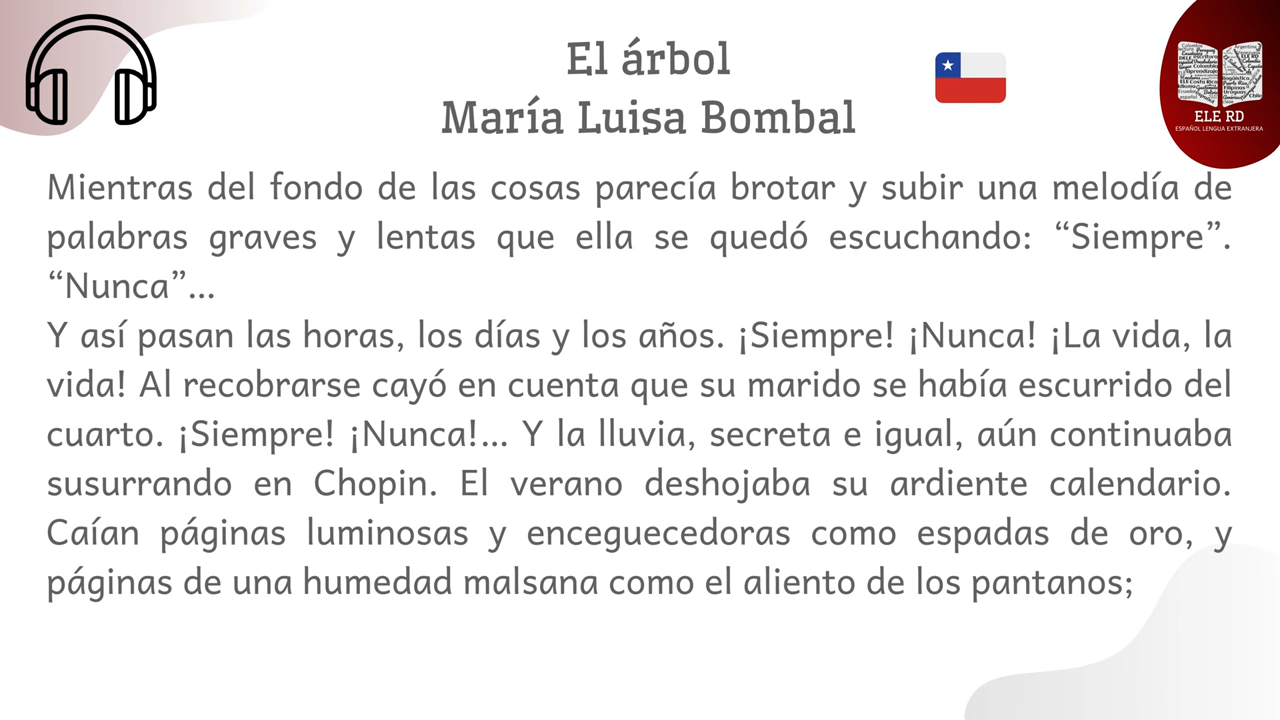 El árbol
María Luisa Bombal
ELE RD
ESPAÑOL LENGUA EXTRANJERA
Mientras del fondo de las cosas parecía brotar y subir una melodía de
palabras graves y lentas que ella se quedó escuchando: “Siempre”.
“Nunca”...
Y así pasan las horas, los días y los años. ¡Siempre! ¡Nunca! ¡La vida, la
vida! Al recobrarse cayó en cuenta que su marido se había escurrido del
cuarto. ¡Siempre! ¡Nunca!... Y la lluvia, secreta e igual, aún continuaba
susurrando en Chopin. El verano deshojaba su ardiente calendario.
Caían páginas luminosas y enceguecedoras como espadas de oro, y
páginas de una humedad malsana como el aliento de los pantanos;